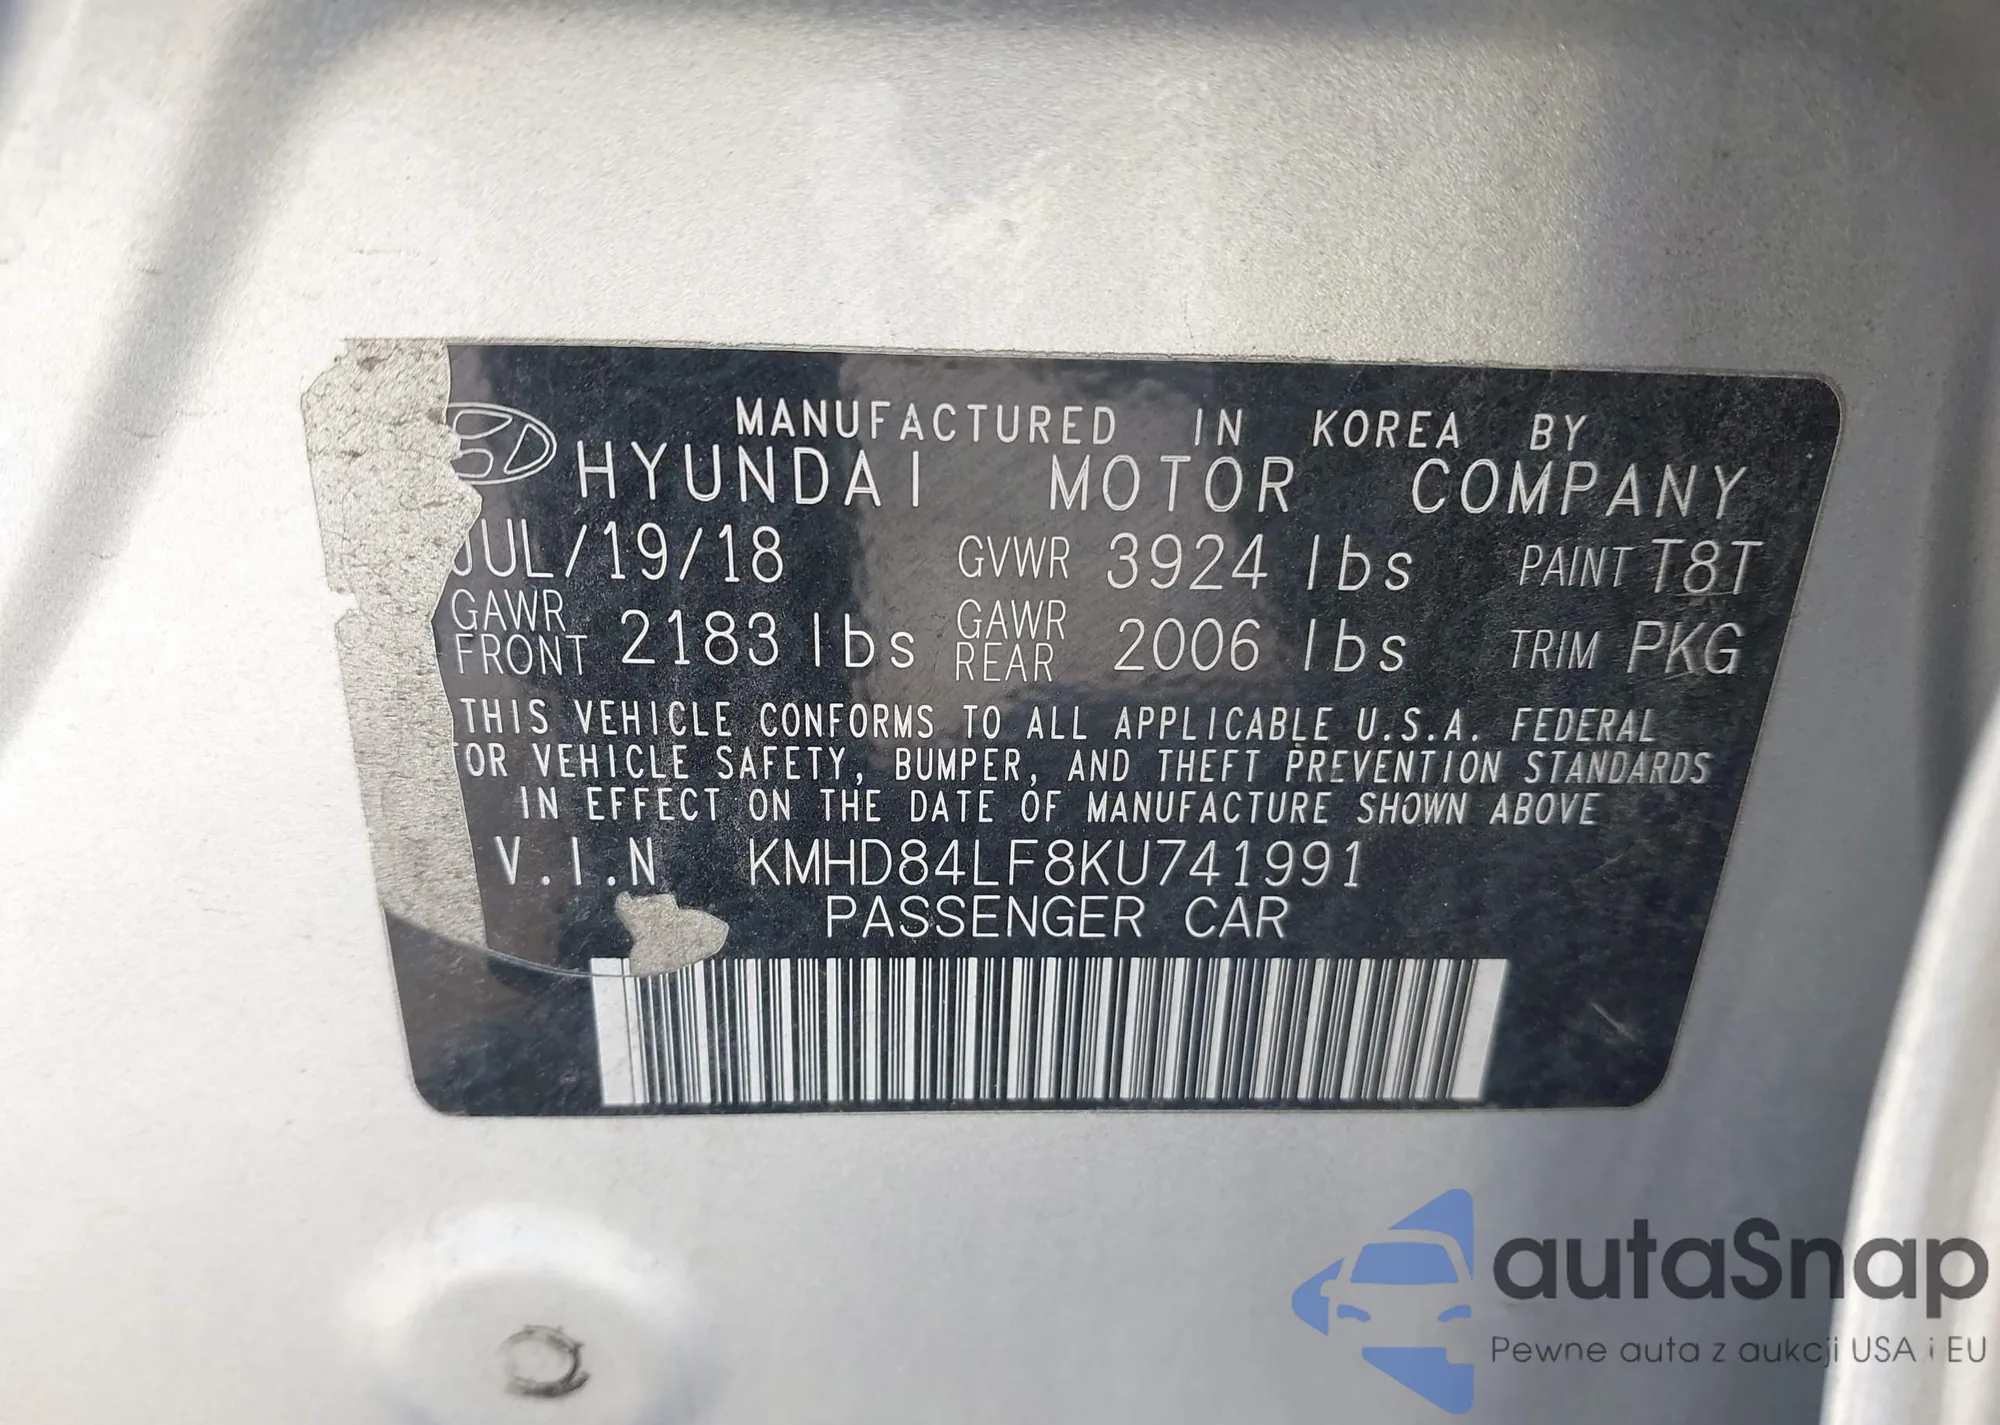 MANUFACTURED IN KOREA BY
HYUNDAI MOTOR COMPANY
JUL/19/18 GVWR 3924 lbs PAINT T8T
GAWR FRONT 2183 lbs GAWR REAR 2006 lbs TRIM PKG
THIS VEHICLE CONFORMS TO ALL APPLICABLE U.S.A. FEDERAL
OR VEHICLE SAFETY, BUMPER, AND THEFT PREVENTION STANDARDS
IN EFFECT ON THE DATE OF MANUFACTURE SHOWN ABOVE
V.I.N KMHD84LF8KU741991
PASSENGER CAR
autaSnap
Pewne auta z aukcji USA i EU